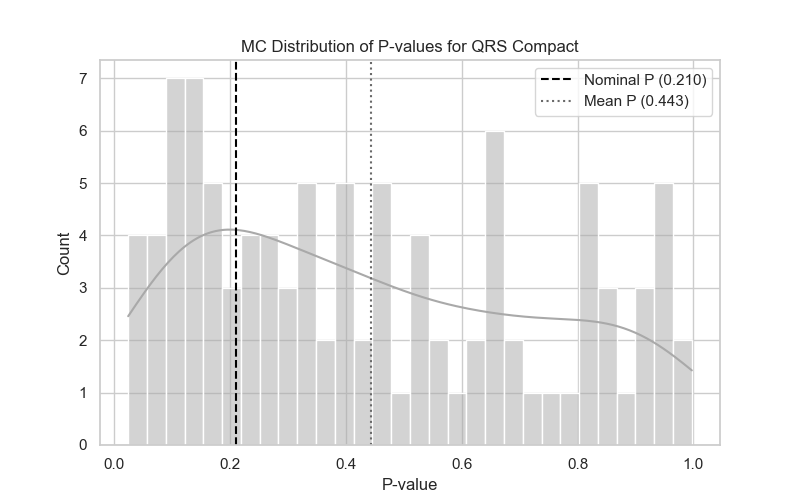 MC Distribution of P-values for QRS Compact
Nominal P (0.210)
Mean P (0.443)
Count
7
6
5
4
3
2
1
0
0.0 0.2 0.4 0.6 0.8 1.0
P-value